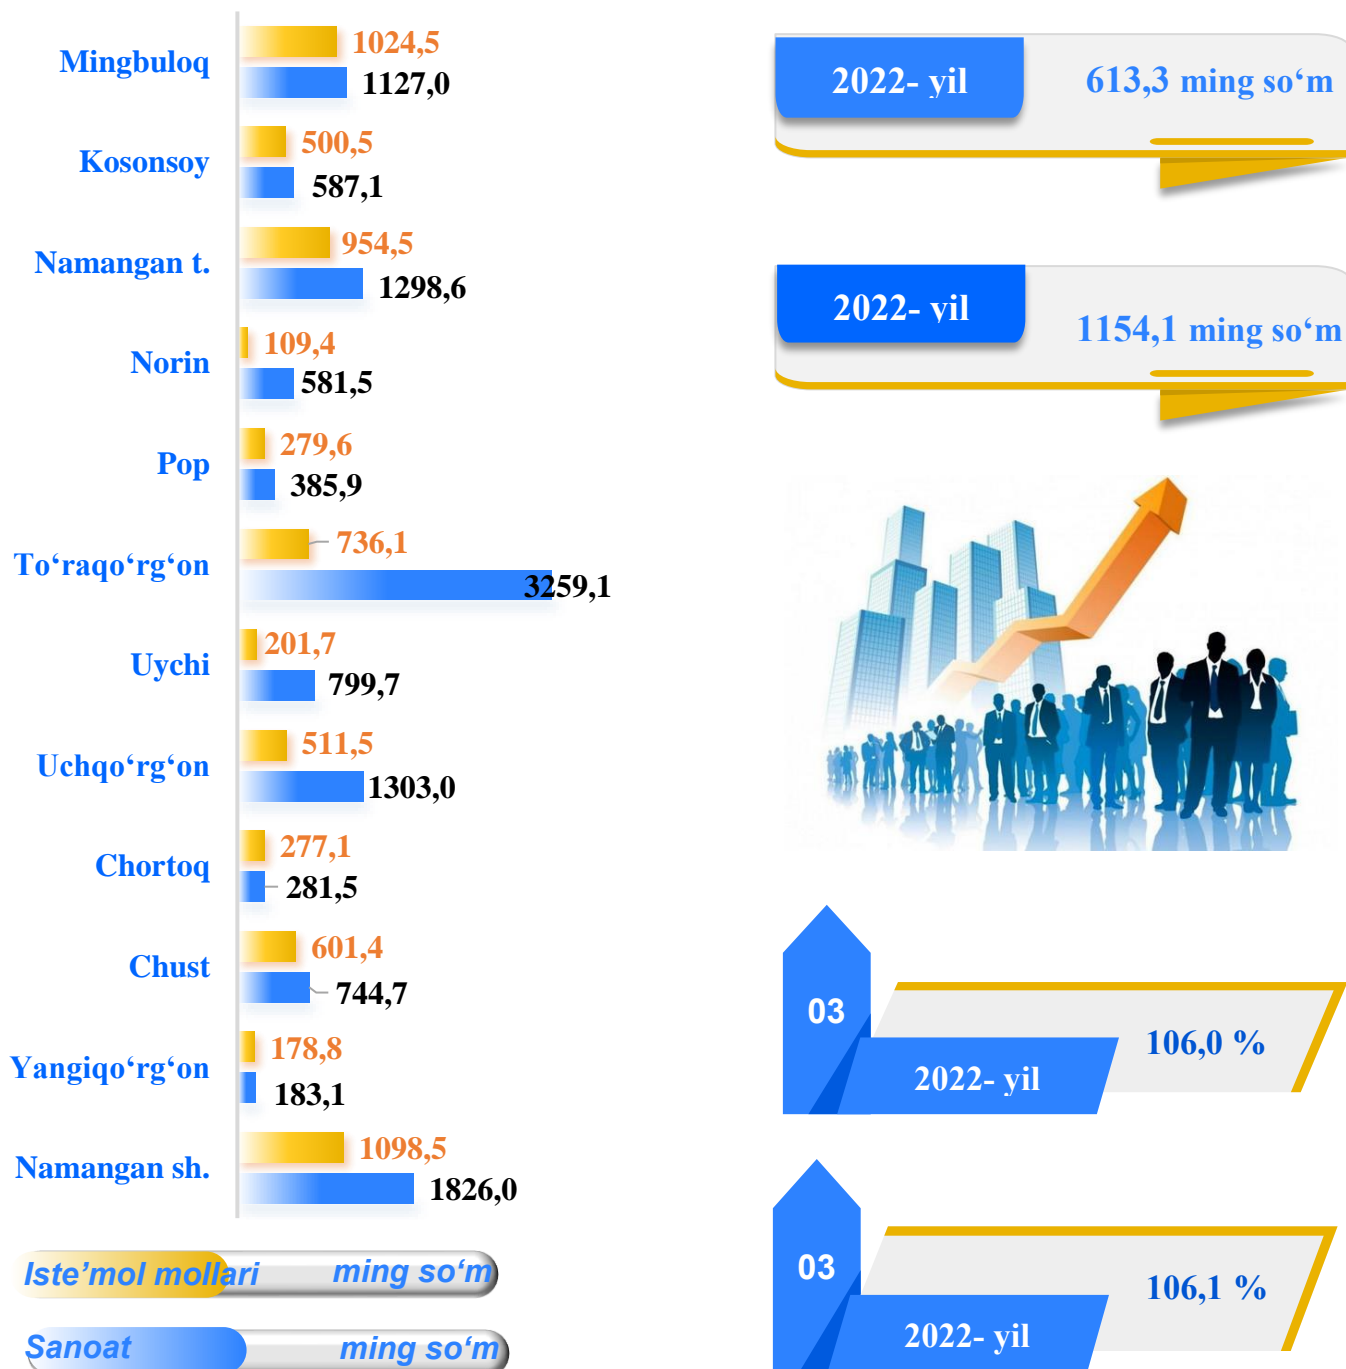 Mingbuloq
1024,5
1127,0
Kosonsoy
500,5
587,1
Namangan t.
954,5
1298,6
Norin
109,4
581,5
Pop
279,6
385,9
To‘raqo‘rg‘on
736,1
3259,1
Uychi
201,7
799,7
Uchqo‘rg‘on
511,5
1303,0
Chortoq
277,1
281,5
Chust
601,4
744,7
Yangiqo‘rg‘on
178,8
183,1
Namangan sh.
1098,5
1826,0
Iste’mol mollari ming so‘m
Sanoat ming so‘m
2022- yil 613,3 ming so‘m
2022- yil 1154,1 ming so‘m
03
106,0 %
2022- yil
03
106,1 %
2022- yil